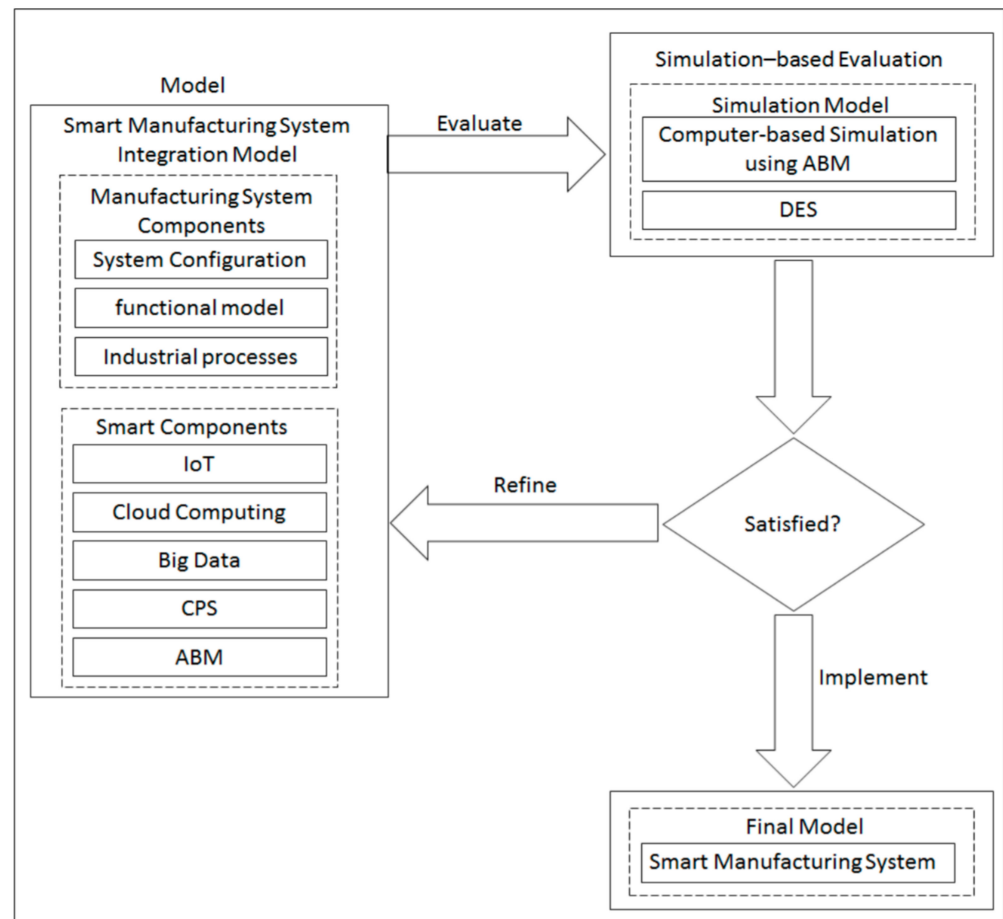 Model
Smart Manufacturing System
Integration Model
Manufacturing System
Components
System Configuration
functional model
Industrial processes
Smart Components
IoT
Cloud Computing
Big Data
CPS
ABM
Evaluate
Simulation–based Evaluation
Simulation Model
Computer-based Simulation
using ABM
DES
Satisfied?
Refine
Implement
Final Model
Smart Manufacturing System